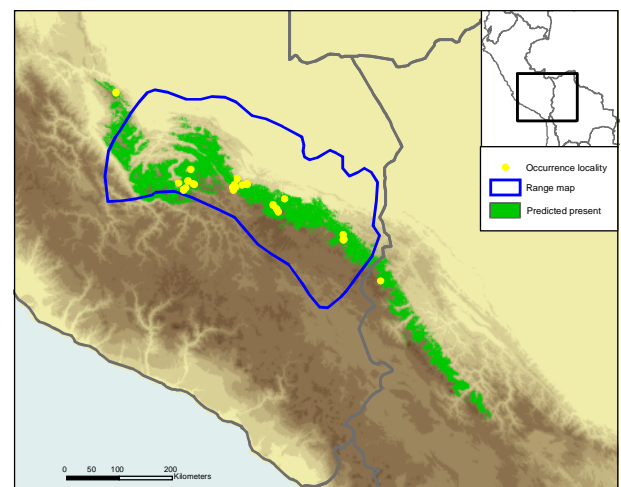 Occurrence locality
Range map
Predicted present
0 50 100 200
Kilometers